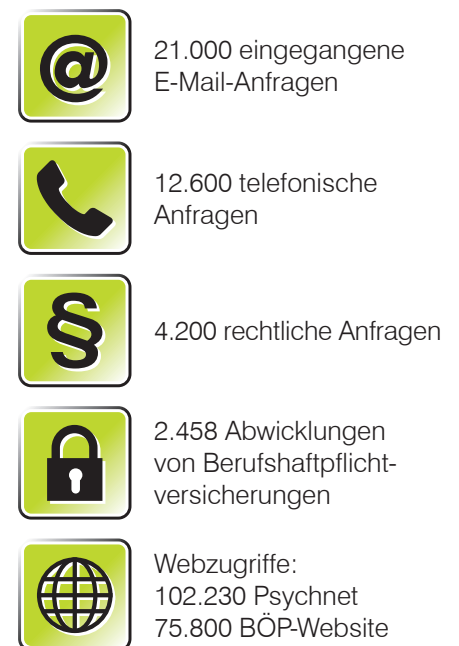 @
21.000 eingegangene
E-Mail-Anfragen
12.600 telefonische
Anfragen
§
4.200 rechtliche Anfragen
2.458 Abwicklungen
von Berufshaftpflicht-
versicherungen
Webzugriffe:
102.230 Psychnet
75.800 BÖP-Website